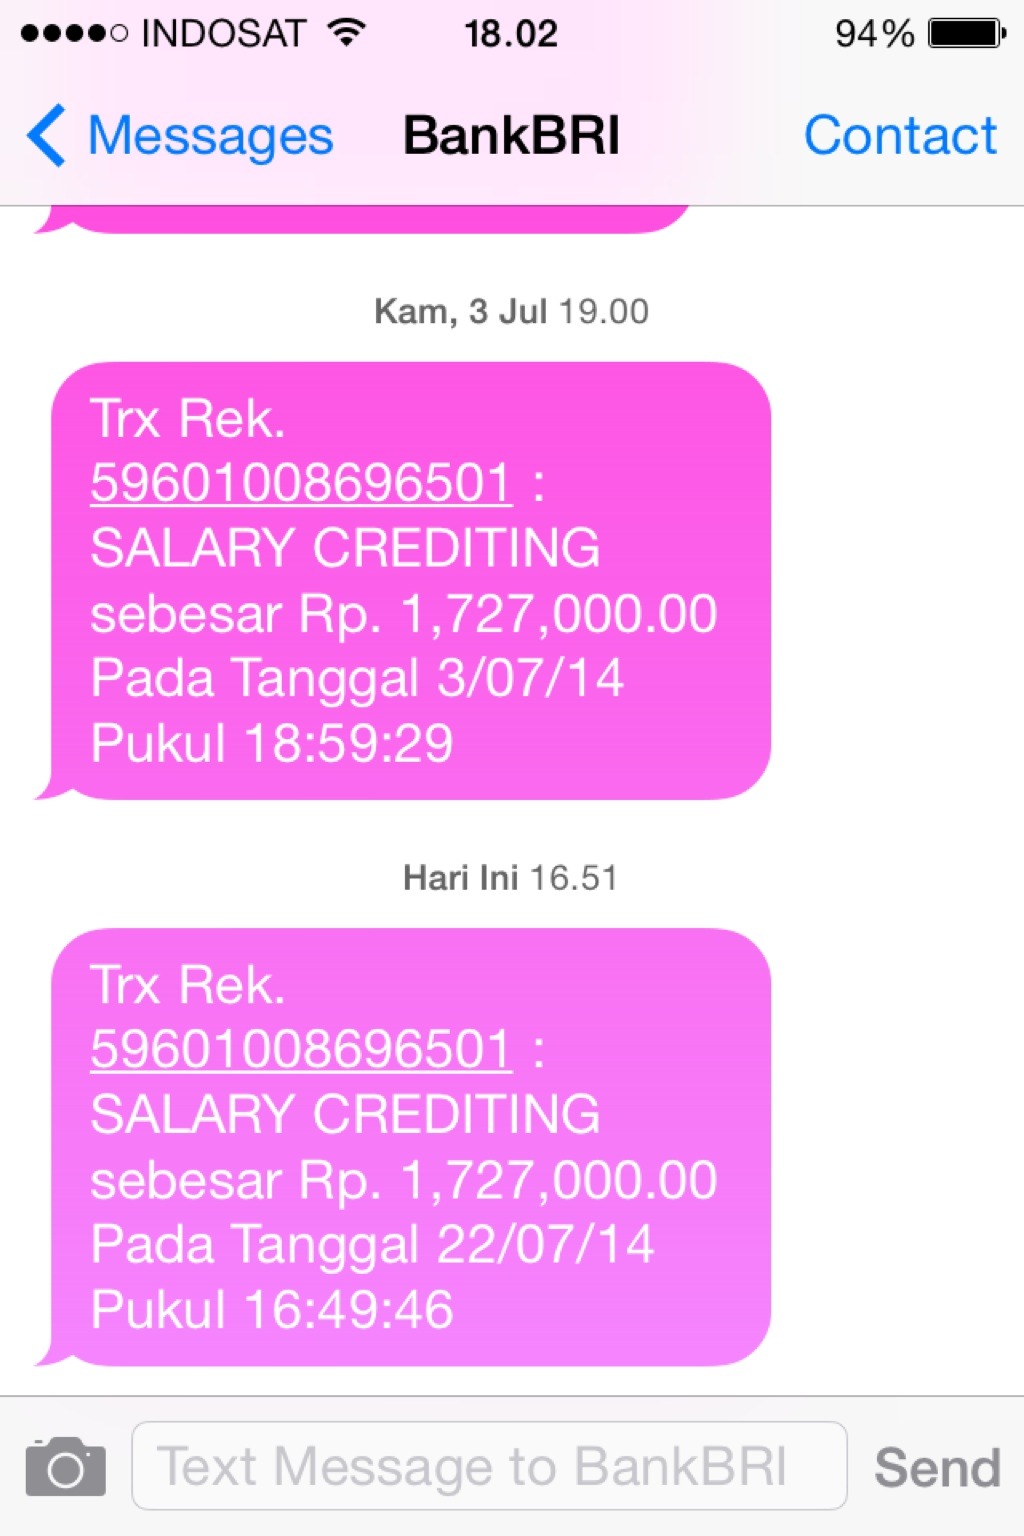 INDOSAT 18.02 94%
Messages BankBRI Contact
Kam, 3 Jul 19.00
Trx Rek.
59601008696501 :
SALARY CREDITING
sebesar Rp. 1,727,000.00
Pada Tanggal 3/07/14
Pukul 18:59:29
Hari Ini 16.51
Trx Rek.
59601008696501 :
SALARY CREDITING
sebesar Rp. 1,727,000.00
Pada Tanggal 22/07/14
Pukul 16:49:46
Text Message to BankBRI Send